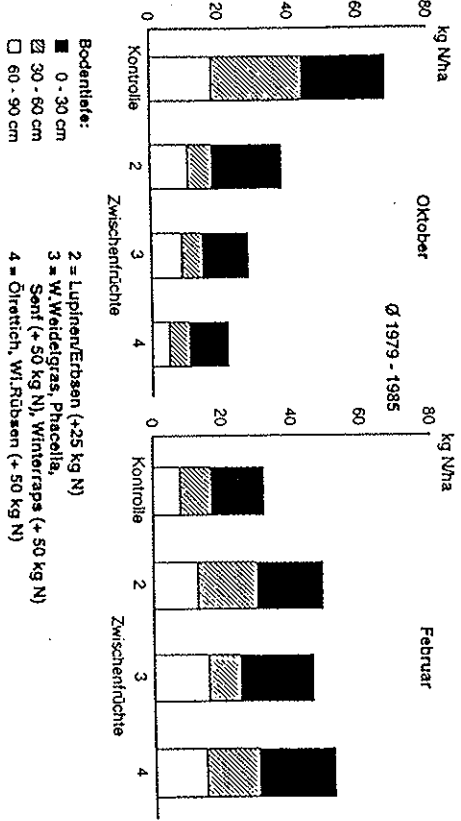 kg N/ha
Oktober
80
60
40
20
0
Kontrolle
2
3
4
Zwischenfrüchte
Ø 1979 - 1985
kg N/ha
Februar
80
60
40
20
0
Kontrolle
2
3
4
Zwischenfrüchte
Bodentiefe:
0 - 30 cm
30 - 60 cm
60 - 90 cm
2 = Lupinen/Erbsen (+25 kg N)
3 = W.Weidelgras, Phacelia,
Senf (+ 50 kg N), Winterraps (+ 50 kg N)
4 = Ölrettich, Wi.Rübsen (+ 50 kg N)